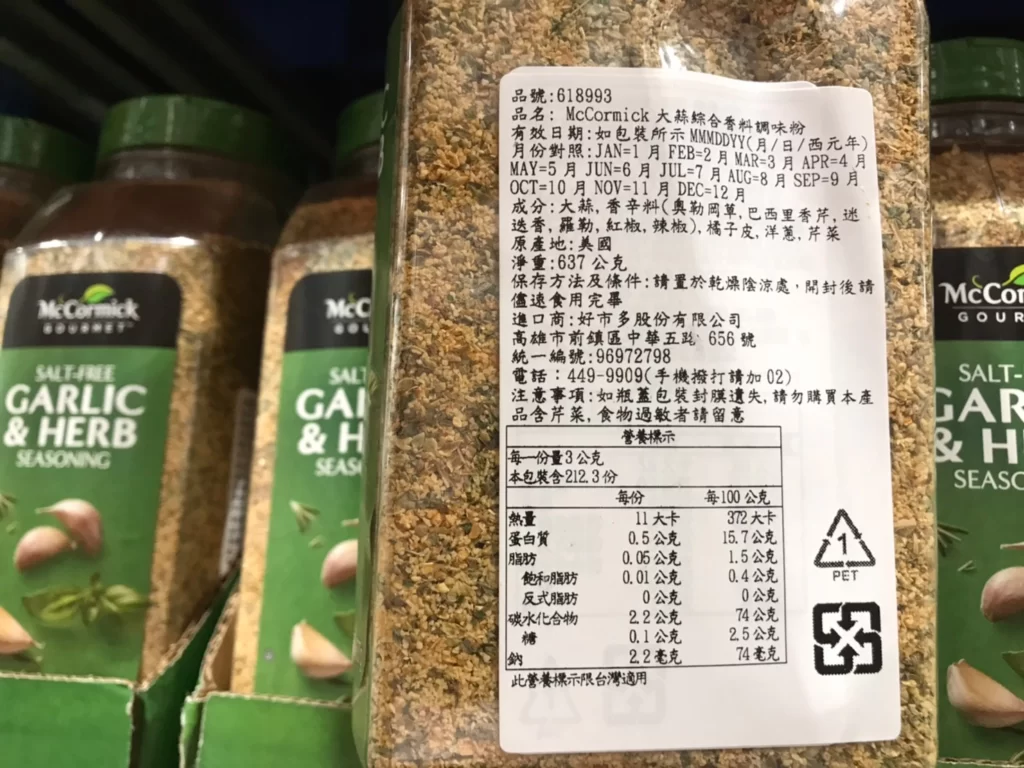 品號:618993
品名: McCormick 大蒜綜合香料調味粉
有效日期:如包裝所示 MMMDDYY(月/日/西元年)
月份對照:JAN=1 月 FEB=2 月 MAR=3 月 APR=4 月
MAY=5 月 JUN=6 月 JUL=7 月 AUG=8 月 SEP=9 月
OCT=10 月 NOV=11 月 DEC=12 月
成分:大蒜, 香辛料(奧勒岡草, 巴西里香芹, 迷
迭香, 羅勒, 紅椒, 辣椒), 橘子皮, 洋蔥, 芹菜
原產地:美國
淨重:637 公克
保存方法及條件:請置於乾燥陰涼處，開封後請
儘速食用完畢
進口商:好市多股份有限公司
高雄市前鎮區中華五路 656 號
統一編號:96972798
電話：449-9909(手機撥打請加 02)
注意事項:如瓶蓋包裝封膜遺失, 請勿購買本產
品含芹菜, 食物過敏者請留意
營養標示
每一份量 3 公克
本包裝含 212.3 份
每份 每 100 公克
熱量 11 大卡 372 大卡
蛋白質 0.5 公克 15.7 公克
脂肪 0.05 公克 1.5 公克
飽和脂肪 0.01 公克 0.4 公克
反式脂肪 0 公克 0 公克
碳水化合物 2.2 公克 74 公克
糖 0.1 公克 2.5 公克
鈉 2.2 毫克 74 毫克
此營養標示限台灣適用
1
PET
McCormick
GOURMET
SALT-FREE
GARLIC
& HERB
SEASONING
McC
GOU
SALT
GAR
& H
SEASO
McCor
GOUR
SALT-
GAR
& H
SEASO